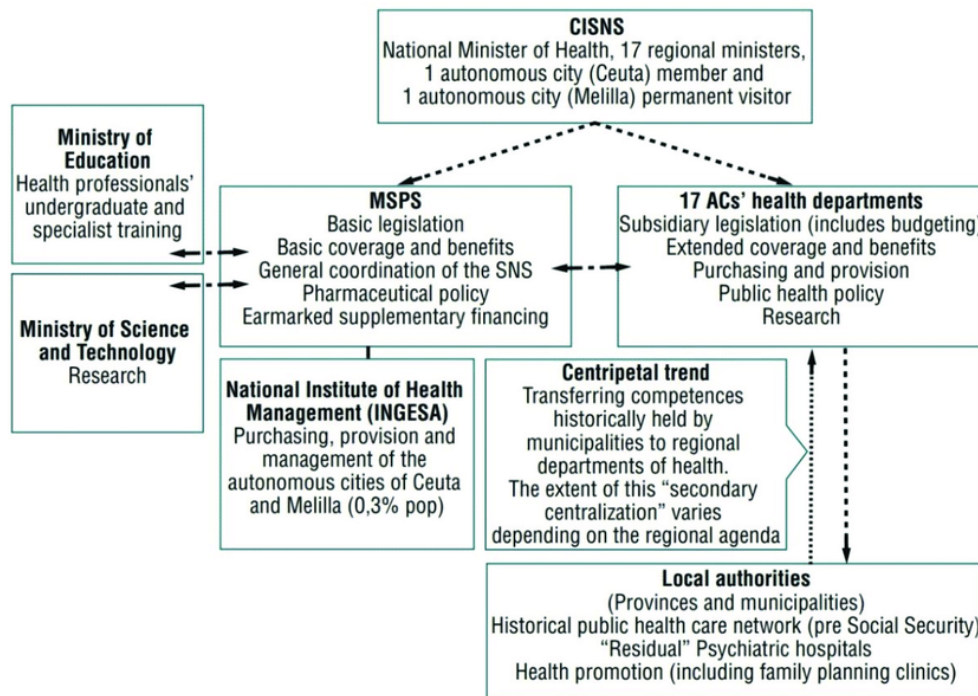 CISNS
National Minister of Health, 17 regional ministers,
1 autonomous city (Ceuta) member and
1 autonomous city (Melilla) permanent visitor
Ministry of
Education
Health professionals'
undergraduate and
specialist training
MSPS
Basic legislation
Basic coverage and benefits
General coordination of the SNS
Pharmaceutical policy
Earmarked supplementary financing
17 ACs' health departments
Subsidiary legislation (includes budgeting)
Extended coverage and benefits
Purchasing and provision
Public health policy
Research
Ministry of Science
and Technology
Research
National Institute of Health
Management (INGESA)
Purchasing, provision and
management of the
autonomous cities of Ceuta
and Melilla (0,3% pop)
Centripetal trend
Transferring competences
historically held by
municipalities to regional
departments of health.
The extent of this “secondary
centralization” varies
depending on the regional agenda
Local authorities
(Provinces and municipalities)
Historical public health care network (pre Social Security)
“Residual” Psychiatric hospitals
Health promotion (including family planning clinics)